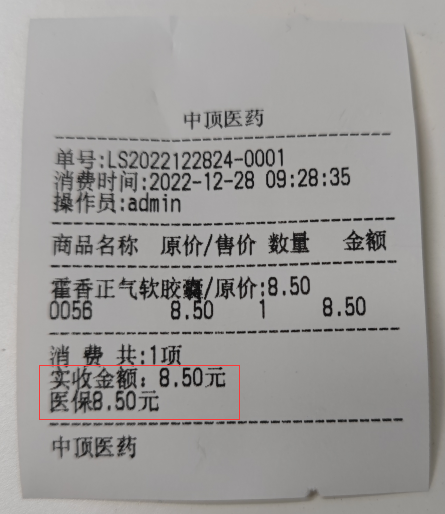 中顶医药
单号:LS2022122824-0001
消费时间:2022-12-28 09:28:35
操作员:admin
商品名称 原价/售价 数量 金额
霍香正气软胶囊/原价:8.50
0056 8.50 1 8.50
消 费 共:1项
实收金额: 8.50元
医保8.50元
中顶医药